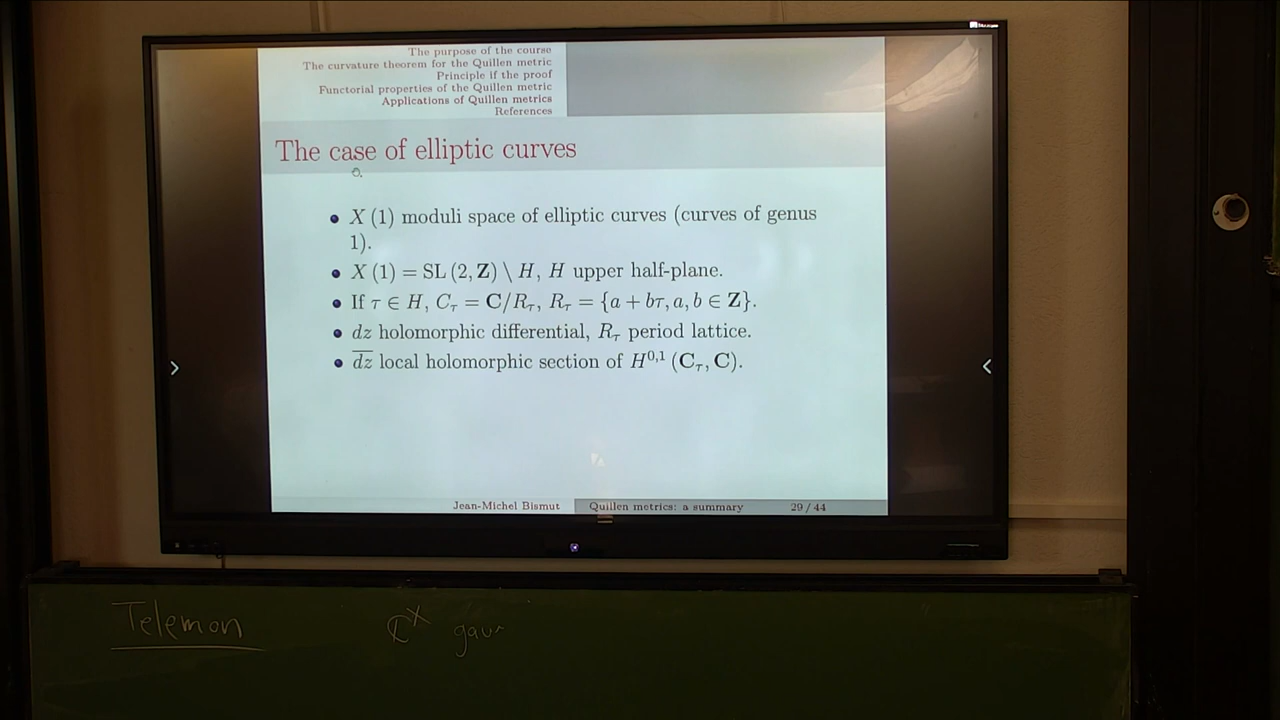 The purpose of the course
The curvature theorem for the Quillen metric
Principle if the proof
Functorial properties of the Quillen metric
Applications of Quillen metrics
References
The case of elliptic curves
• X (1) moduli space of elliptic curves (curves of genus
1).
• X (1) = SL (2, Z) \ H, H upper half-plane.
• If τ ∈ H, C_τ = C/R_τ, R_τ = {a + bτ, a, b ∈ Z}.
• dz holomorphic differential, R_τ period lattice.
• \overline{dz} local holomorphic section of H^{0,1} (C_τ, C).
Jean-Michel Bismut Quillen metrics: a summary 29 / 44
Telemon ℂ^×